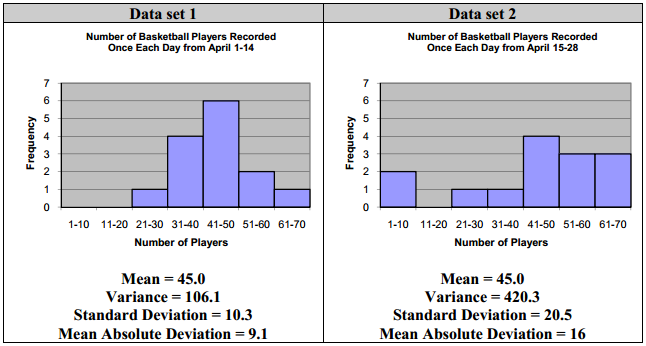 Data set 1
Number of Basketball Players Recorded
Once Each Day from April 1-14
7
6
5
4
3
2
1
0
Frequency
1-10 11-20 21-30 31-40 41-50 51-60 61-70
Number of Players
Mean = 45.0
Variance = 106.1
Standard Deviation = 10.3
Mean Absolute Deviation = 9.1
Data set 2
Number of Basketball Players Recorded
Once Each Day from April 15-28
7
6
5
4
3
2
1
0
Frequency
1-10 11-20 21-30 31-40 41-50 51-60 61-70
Number of Players
Mean = 45.0
Variance = 420.3
Standard Deviation = 20.5
Mean Absolute Deviation = 16